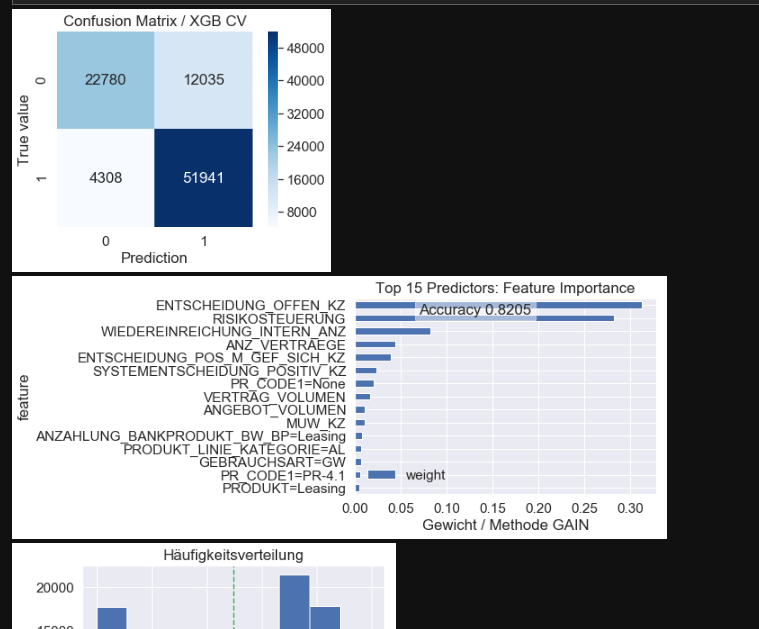 Confusion Matrix / XGB CV
True value
0
22780
12035
1
4308
51941
0
1
Prediction
48000
40000
32000
24000
16000
8000
Top 15 Predictors: Feature Importance
Accuracy 0.8205
feature
ENTSCHEIDUNG_OFFEN_KZ
RISIKOSTEUERUNG
WIEDEREINREICHUNG_INTERN_ANZ
ANZ_VERTRAEGE
ENTSCHEIDUNG_POS_M_GEF_SICH_KZ
SYSTEMENTSCHEIDUNG_POSITIV_KZ
PR_CODE1=None
VERTRAG_VOLUMEN
ANGEBOT_VOLUMEN
MUW_KZ
ANZAHLUNG_BANKPRODUKT_BW_BP=Leasing
PRODUKT_LINIE_KATEGORIE=AL
GEBRAUCHSART=GW
PR_CODE1=PR-4.1
PRODUKT=Leasing
weight
0.00
0.05
0.10
0.15
0.20
0.25
0.30
Gewicht / Methode GAIN
Häufigkeitsverteilung
20000